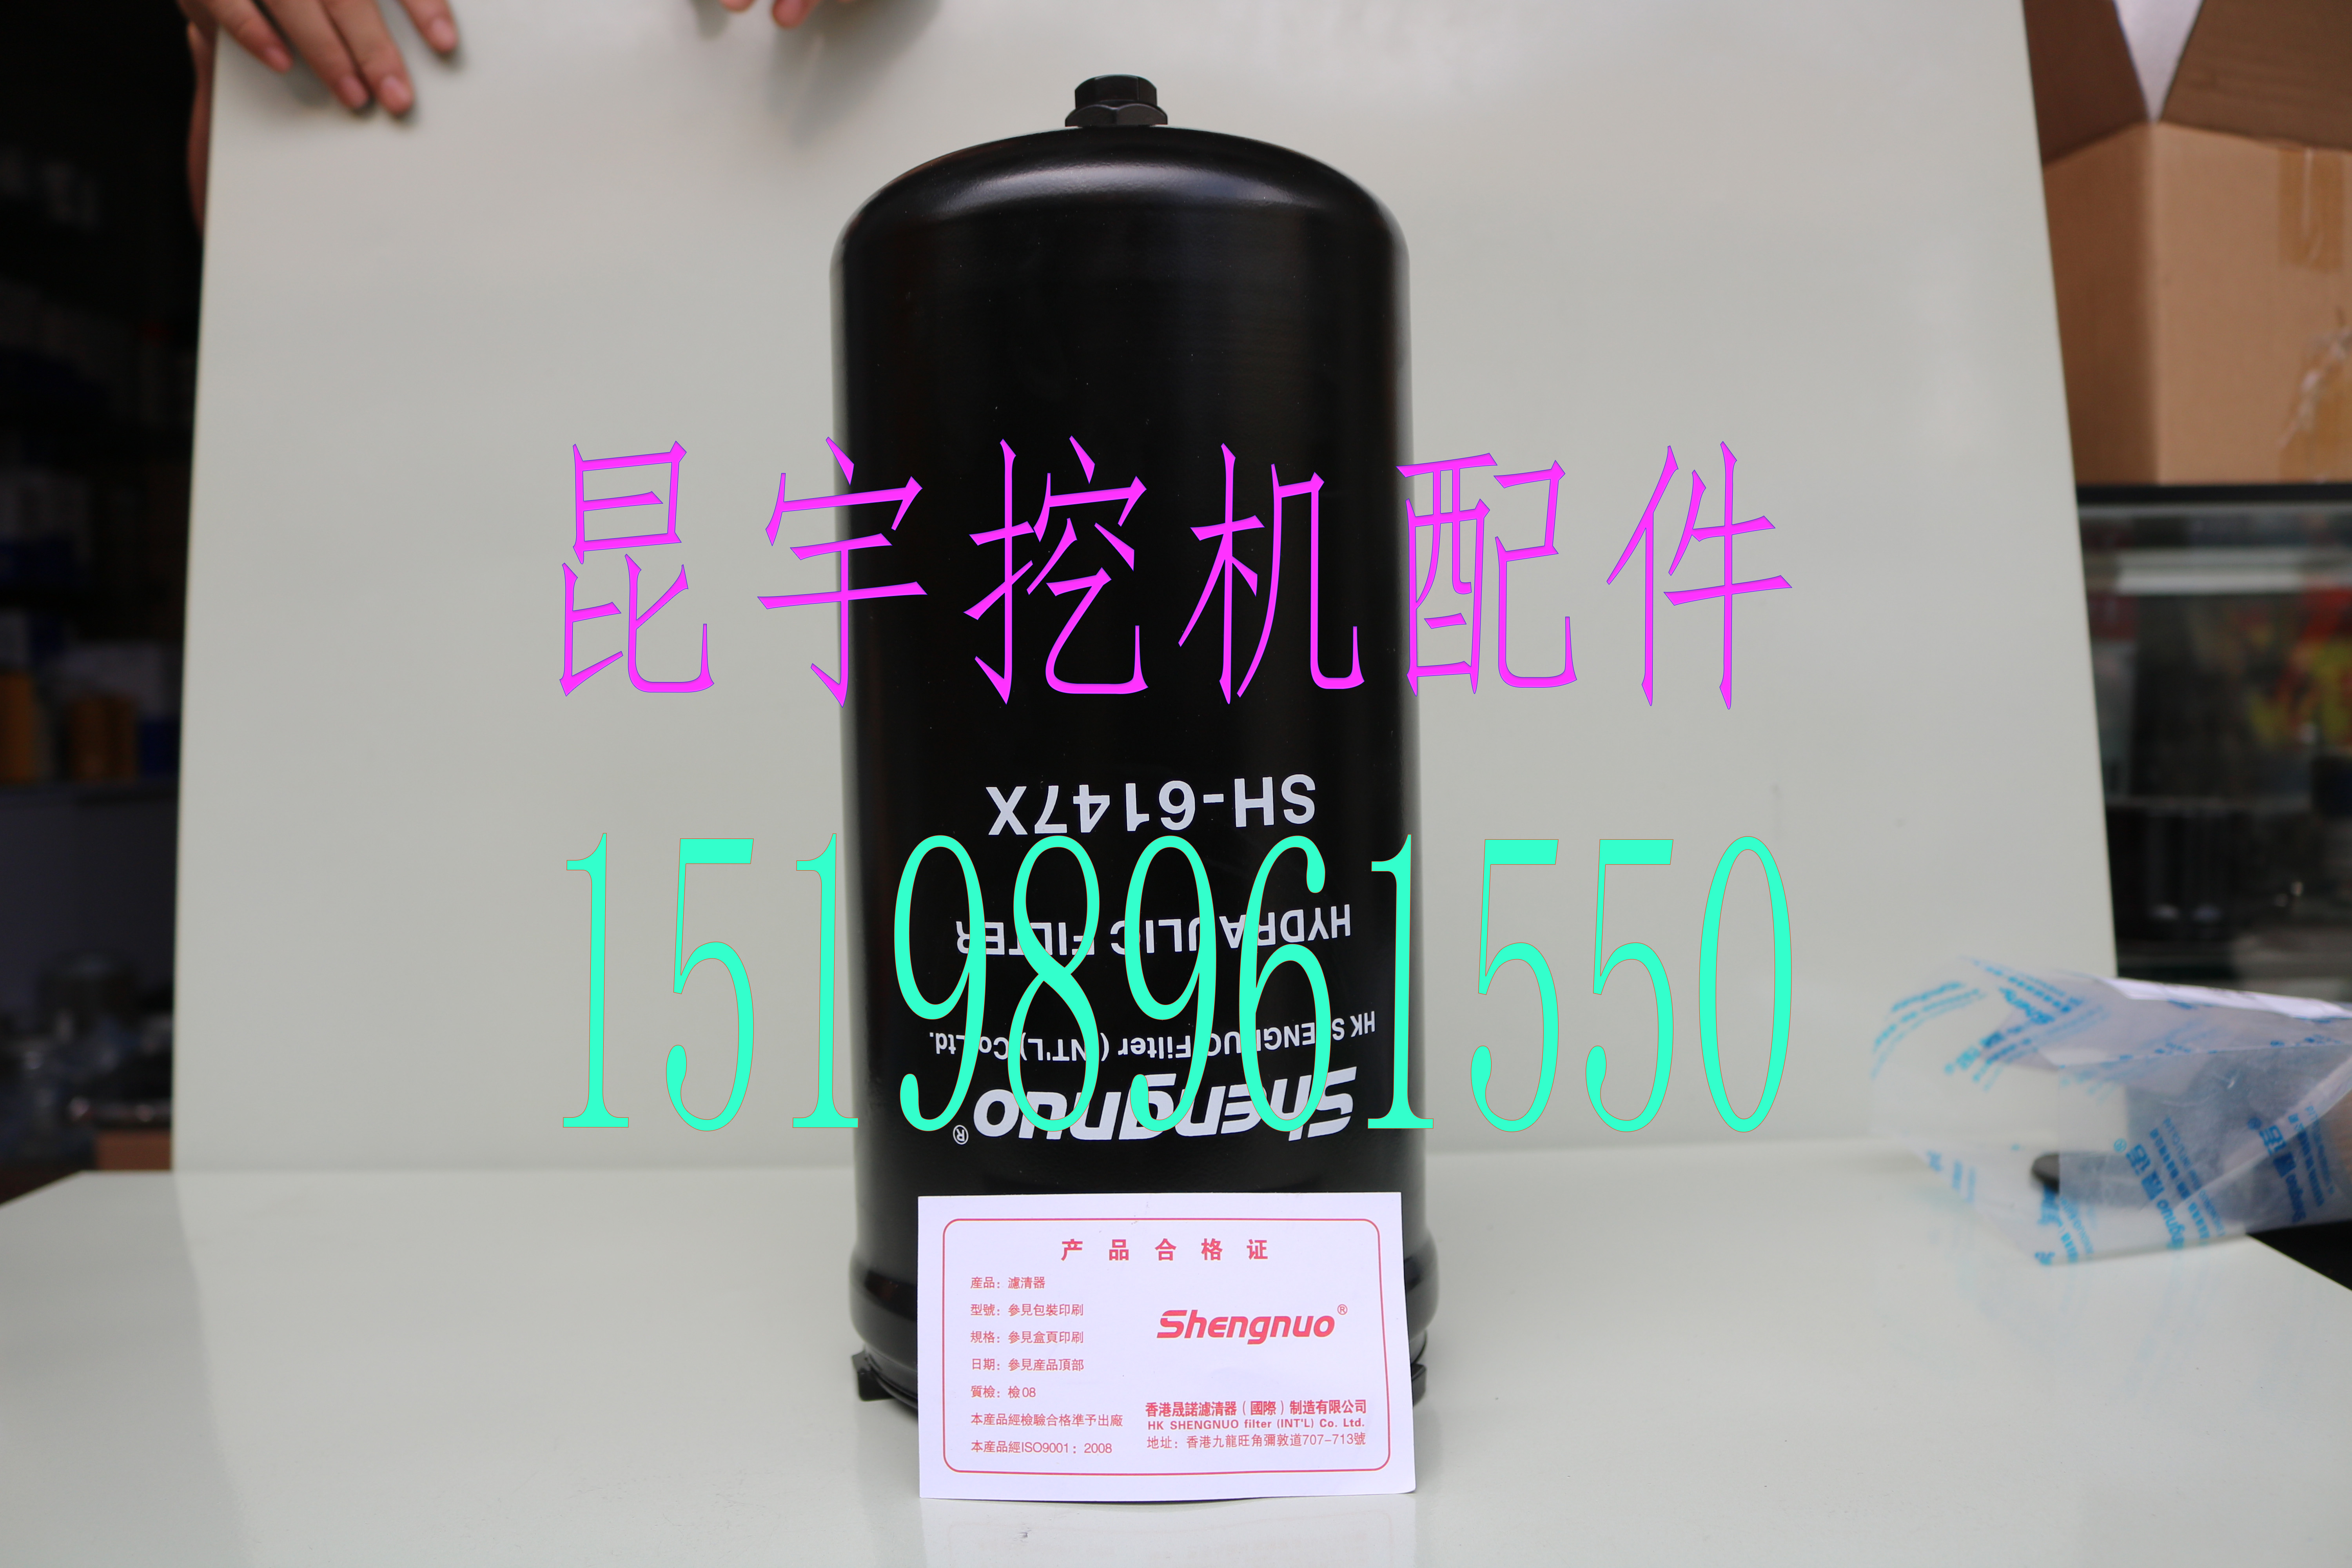 昆宇挖机配件
SH-6147X
15198961550
HYDRAULIC FILTER
HK SHENGNUO Filter (INT'L) Co.Ltd.
Shengnuo®
产品合格证
産品：濾清器
型號：參見包裝印刷
規格：參見盒頁印刷
日期：參見産品頂部
質檢：檢08
本産品經檢驗合格準予出廠
本産品經ISO9001：2008
Shengnuo®
香港晟諾濾清器（國際）制造有限公司
HK SHENGNUO filter (INT'L) Co. Ltd.
地址：香港九龍旺角彌敦道707-713號